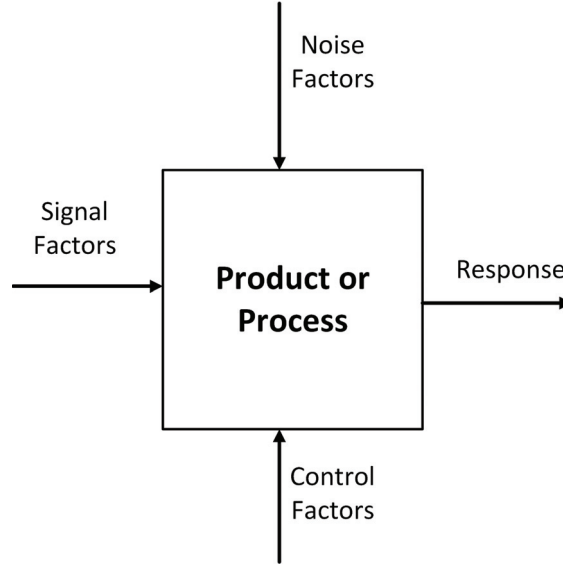 Noise
Factors
Signal
Factors
Product or
Process
Response
Control
Factors